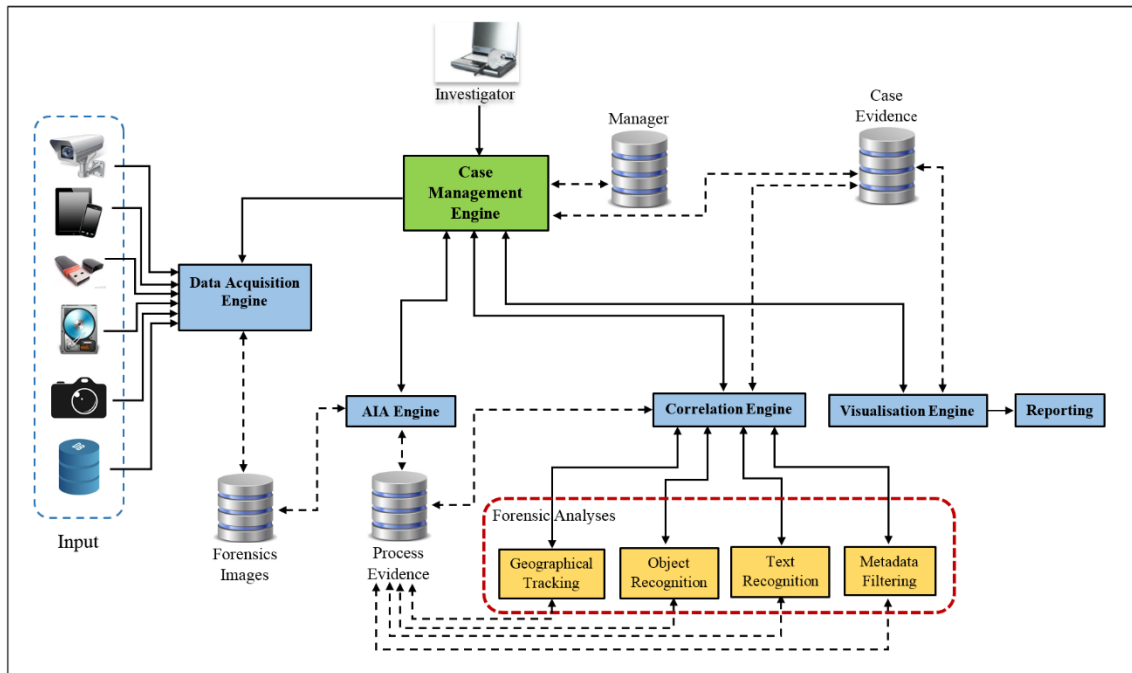 Investigator
Manager
Case
Evidence
Case
Management
Engine
Data Acquisition
Engine
AIA Engine
Correlation Engine
Visualisation Engine
Reporting
Input
Forensics
Images
Process
Evidence
Forensic Analyses
Geographical
Tracking
Object
Recognition
Text
Recognition
Metadata
Filtering